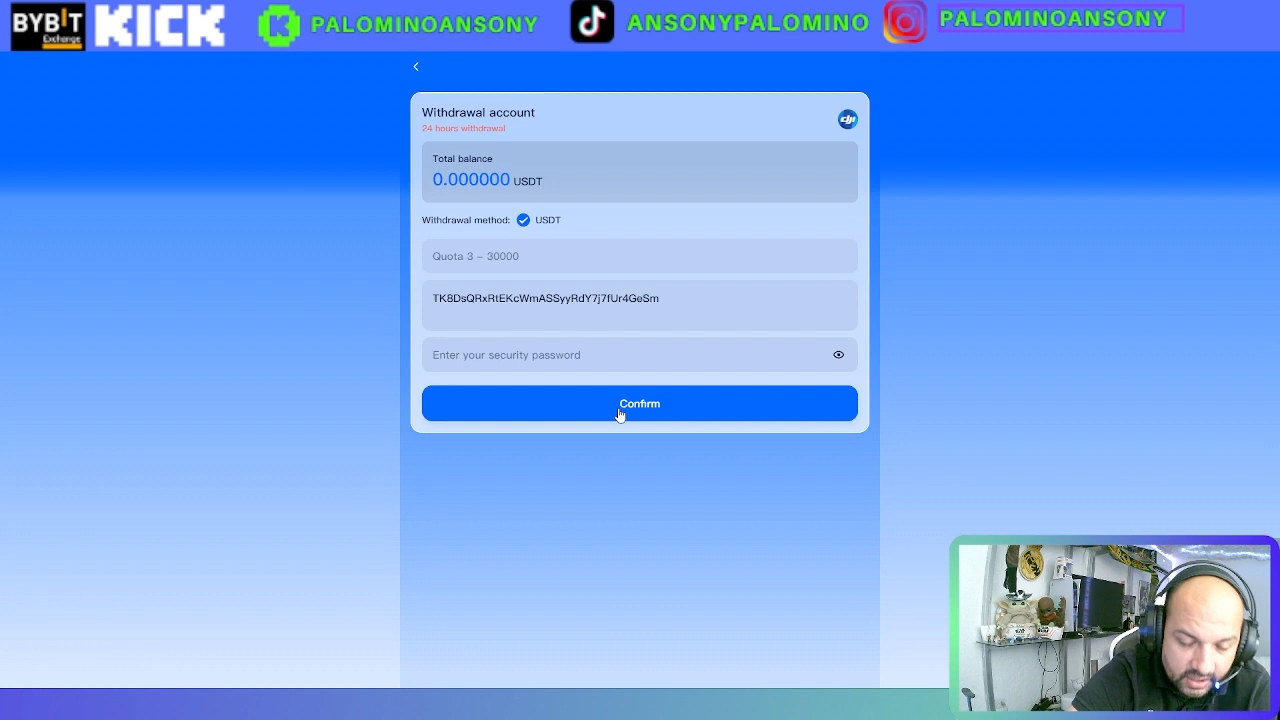 BYBIT
Exchange
KICK
PALOMINOANSONY
ANSONYPALOMINO
PALOMINOANSONY
Withdrawal account
24 hours withdrawal
dji
Total balance
0.000000 USDT
Withdrawal method: USDT
Quota 3 - 30000
TK8DsQRxRtEKcWmASSyyRdY7j7fUr4GeSm
Enter your security password
Confirm